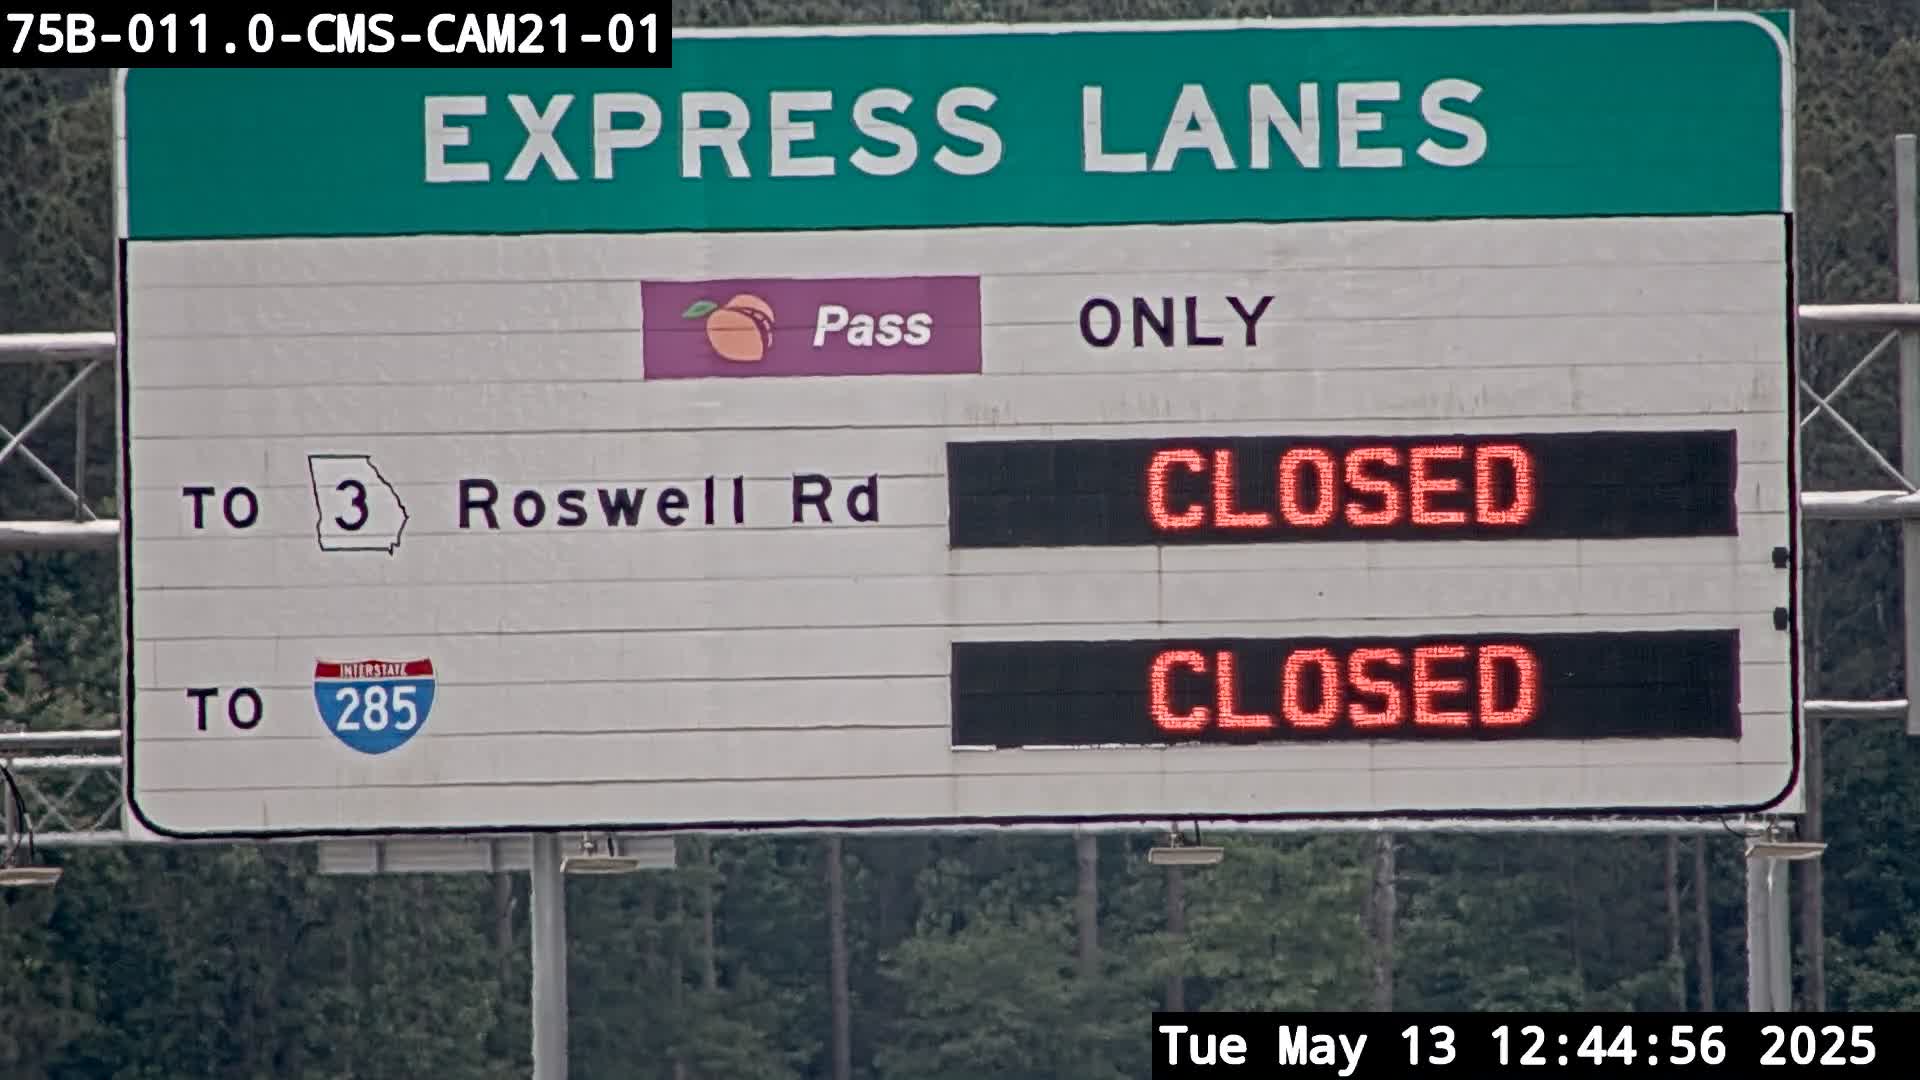 75B-011.0-CMS-CAM21-01
EXPRESS LANES
Pass ONLY
TO 3 Roswell Rd CLOSED
INTERSTATE
TO 285 CLOSED
Tue May 13 12:44:56 2025